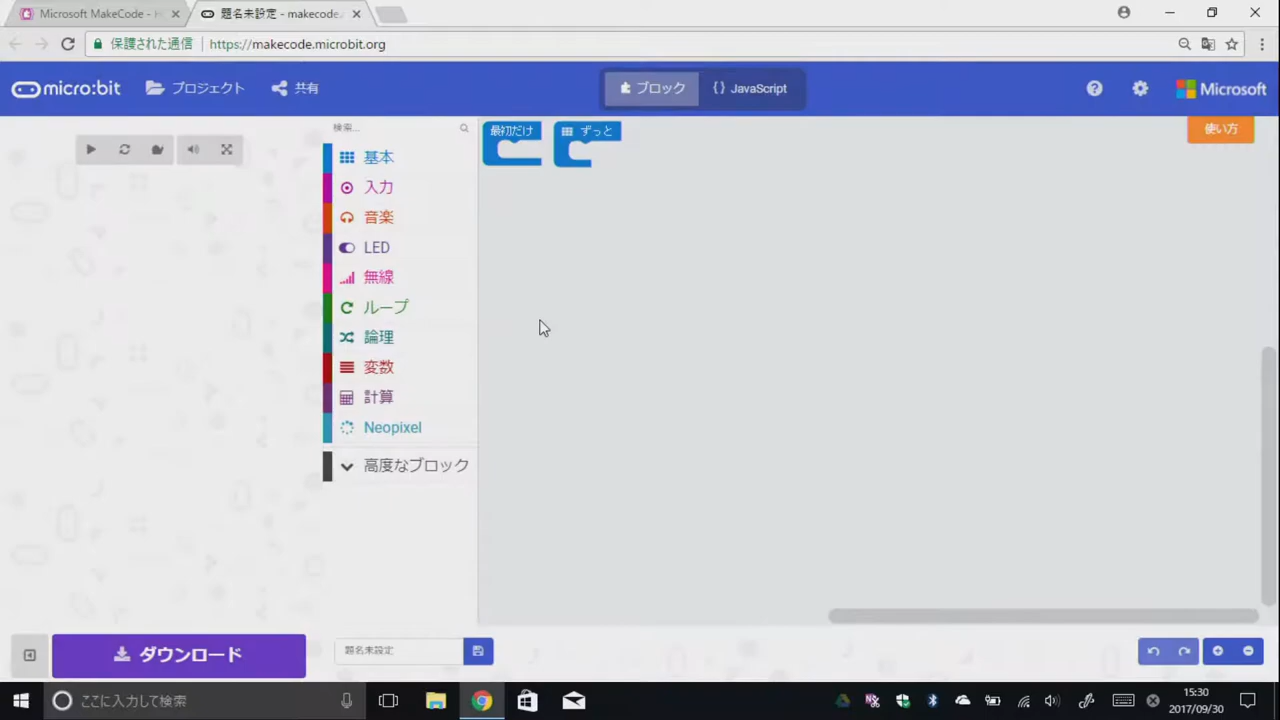 Microsoft MakeCode - H
題名未設定 - makecode.
保護された通信
https://makecode.microbit.org
micro:bit
プロジェクト
共有
ブロック
{} JavaScript
Microsoft
検索...
最初だけ
ずっと
使い方
基本
入力
音楽
LED
無線
ループ
論理
変数
計算
Neopixel
高度なブロック
ダウンロード
題名未設定
ここに入力して検索
15:30
2017/09/30